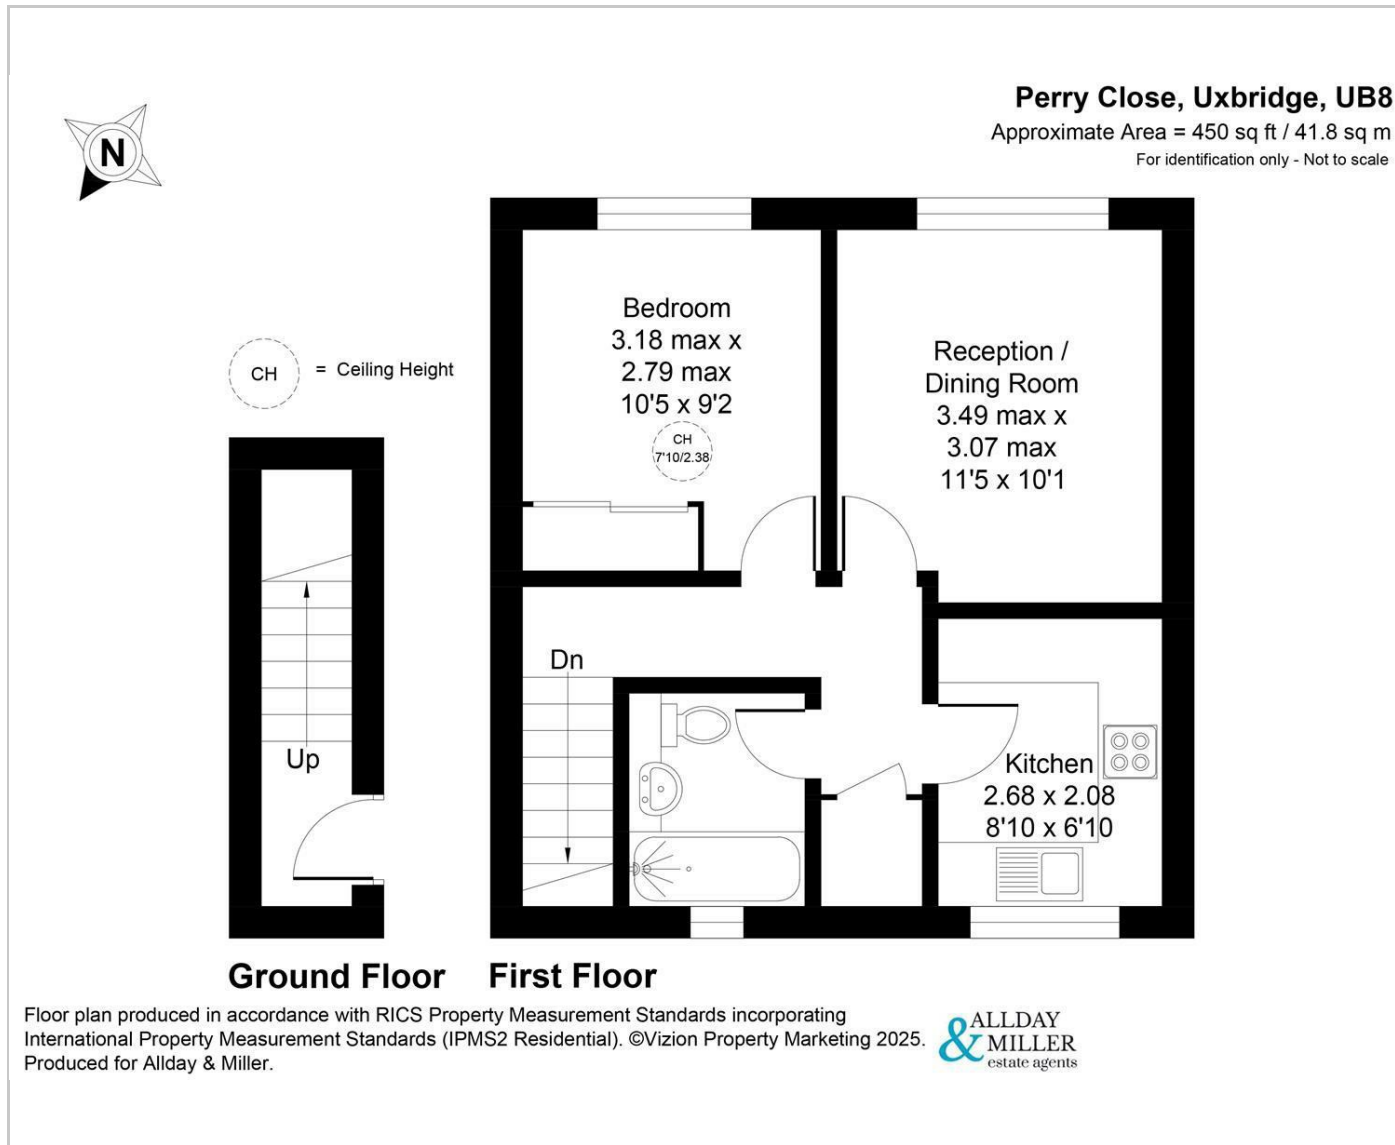 N
Perry Close, Uxbridge, UB8
Approximate Area = 450 sq ft / 41.8 sq m
For identification only - Not to scale
CH = Ceiling Height
Bedroom
3.18 max x
2.79 max
10'5 x 9'2
CH
7'10/2.38
Reception /
Dining Room
3.49 max x
3.07 max
11'5 x 10'1
Dn
Up
Kitchen
2.68 x 2.08
8'10 x 6'10
Ground Floor
First Floor
Floor plan produced in accordance with RICS Property Measurement Standards incorporating
International Property Measurement Standards (IPMS2 Residential). ©Vizion Property Marketing 2025.
Produced for Allday & Miller.
ALLDAY
& MILLER
estate agents